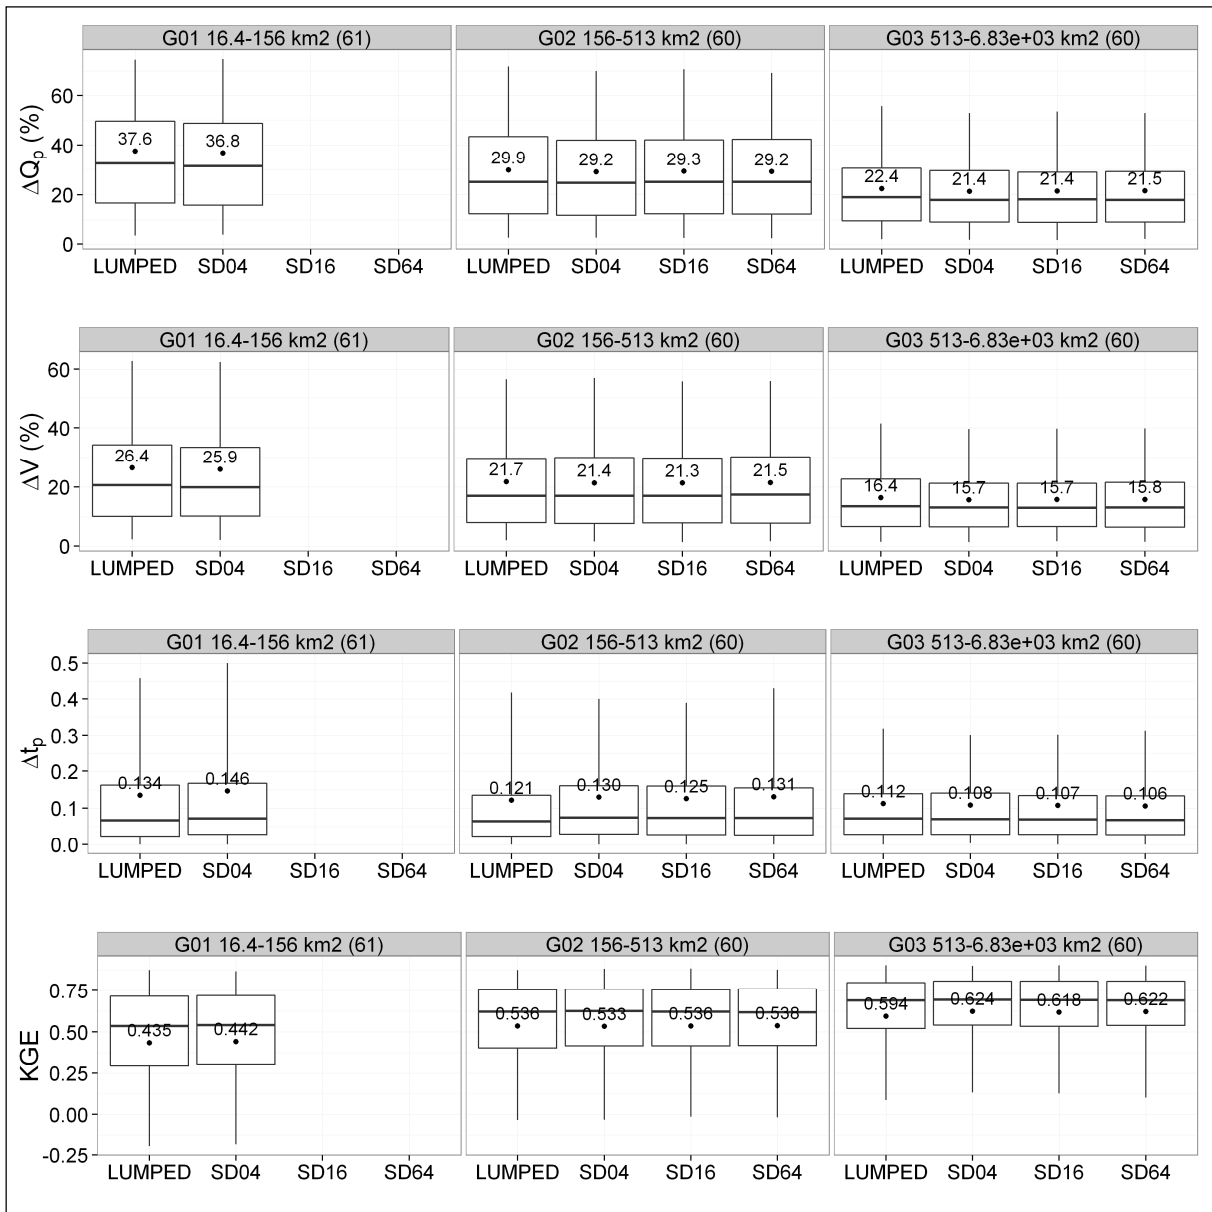 G01 16.4-156 km2 (61) G02 156-513 km2 (60) G03 513-6.83e+03 km2 (60)
ΔQp (%)
60
40
20
0
37.6 36.8 29.9 29.2 29.3 29.2 22.4 21.4 21.4 21.5
LUMPED SD04 SD16 SD64 LUMPED SD04 SD16 SD64 LUMPED SD04 SD16 SD64
G01 16.4-156 km2 (61) G02 156-513 km2 (60) G03 513-6.83e+03 km2 (60)
ΔV (%)
60
40
20
0
26.4 25.9 21.7 21.4 21.3 21.5 16.4 15.7 15.7 15.8
LUMPED SD04 SD16 SD64 LUMPED SD04 SD16 SD64 LUMPED SD04 SD16 SD64
G01 16.4-156 km2 (61) G02 156-513 km2 (60) G03 513-6.83e+03 km2 (60)
Δtp
0.5
0.4
0.3
0.2
0.1
0.0
0.134 0.146 0.121 0.130 0.125 0.131 0.112 0.108 0.107 0.106
LUMPED SD04 SD16 SD64 LUMPED SD04 SD16 SD64 LUMPED SD04 SD16 SD64
G01 16.4-156 km2 (61) G02 156-513 km2 (60) G03 513-6.83e+03 km2 (60)
KGE
0.75
0.50
0.25
0.00
-0.25
0.435 0.442 0.536 0.533 0.536 0.538 0.594 0.624 0.618 0.622
LUMPED SD04 SD16 SD64 LUMPED SD04 SD16 SD64 LUMPED SD04 SD16 SD64